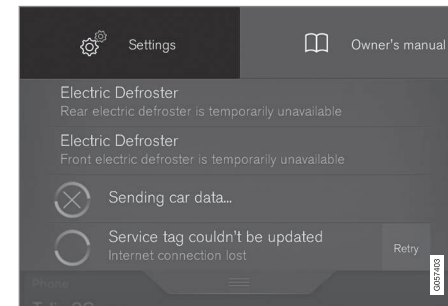 Settings
Owner's manual
Electric Defroster
Rear electric defroster is temporarily unavailable
Electric Defroster
Front electric defroster is temporarily unavailable
Sending car data...
Service tag couldn't be updated
Internet connection lost
Retry
Phone
G057403